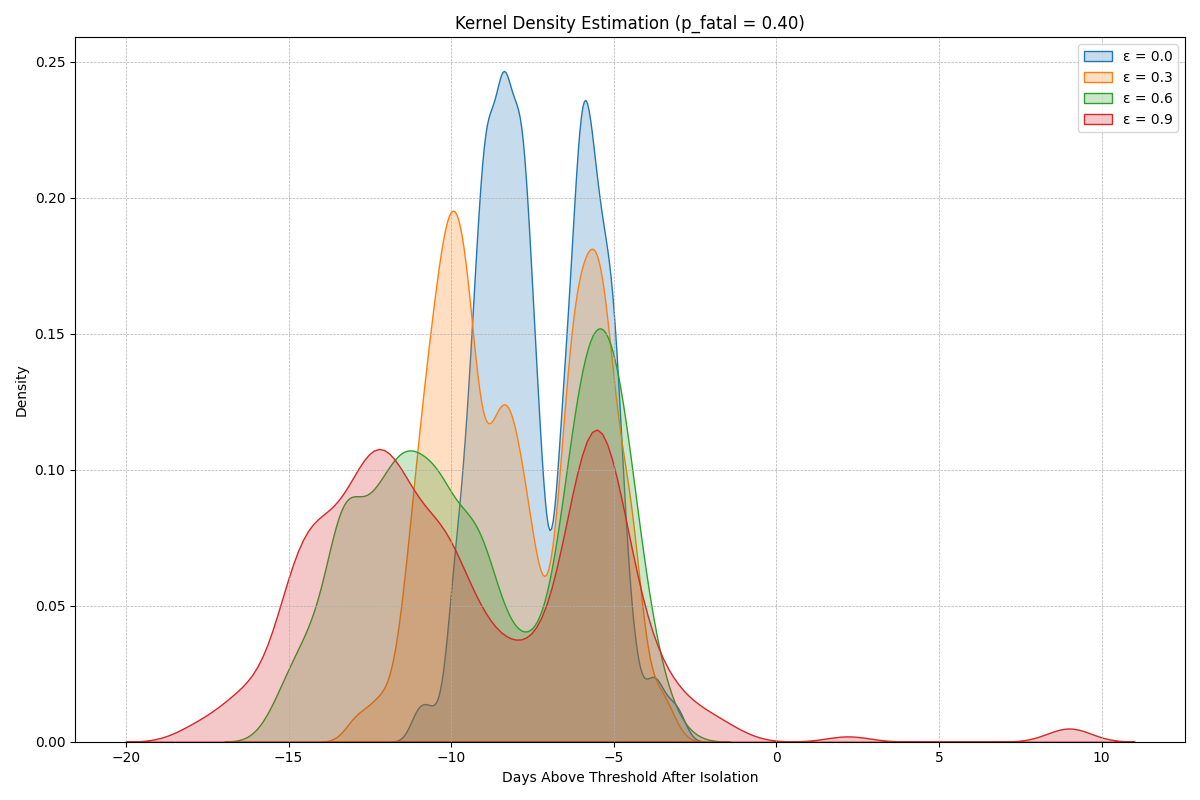 Kernel Density Estimation (p_fatal = 0.40)
ε = 0.0
ε = 0.3
ε = 0.6
ε = 0.9
0.25
0.20
0.15
0.10
0.05
0.00
Density
−20 −15 −10 −5 0 5 10
Days Above Threshold After Isolation